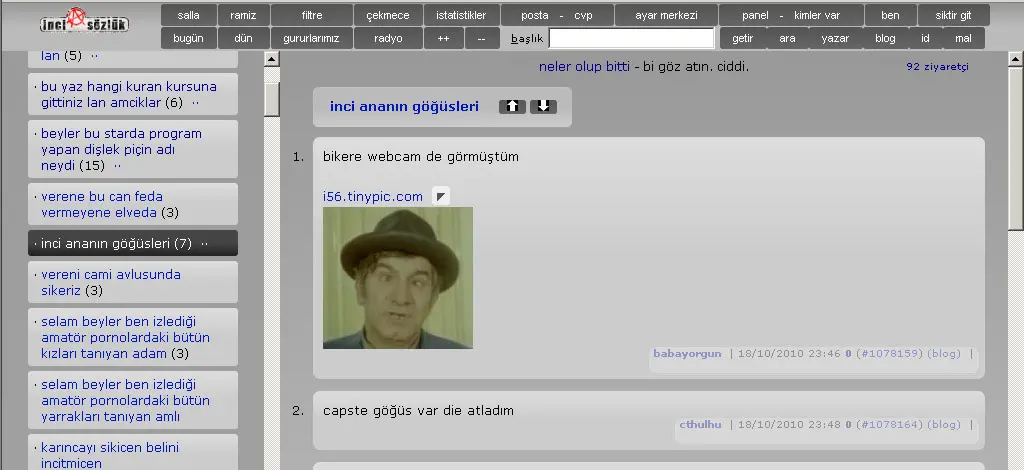 inci sözlük
salla ramiz filtre çekmece istatistikler posta - cvp ayar merkezi panel - kimler var ben siktir git
bugün dün gururlarımız radyo ++ -- başlık getir ara yazar blog id mal
lan (5) ··
· bu yaz hangi kuran kursuna
gittiniz lan amciklar (6) ··
· beyler bu starda program
yapan dişlek piçin adı
neydi (15) ··
· verene bu can feda
vermeyene elveda (3)
· inci ananın göğüsleri (7) ··
· vereni cami avlusunda
sikeriz (3)
· selam beyler ben izlediği
amatör pornolardaki bütün
kızları tanıyan adam (3)
· selam beyler ben izlediği
amatör pornolardaki bütün
yarrakları tanıyan amlı
· karıncayı sikicen belini
incitmicen
neler olup bitti - bi göz atın. ciddi.
92 ziyaretçi
inci ananın göğüsleri
1. bikere webcam de görmüştüm
i56.tinypic.com
babayorgun | 18/10/2010 23:46 0 (#1078159) (blog) |
2. capste göğüs var die atladım
cthulhu | 18/10/2010 23:48 0 (#1078164) (blog) |